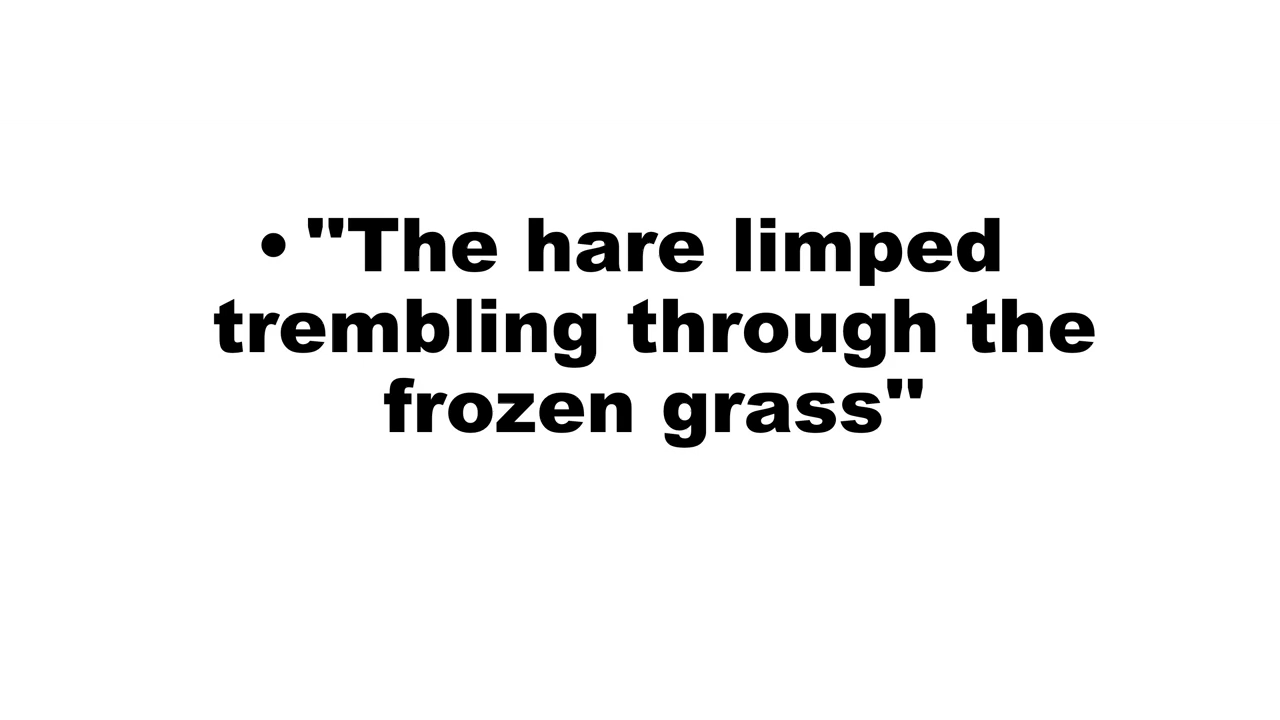 • "The hare limped
trembling through the
frozen grass"